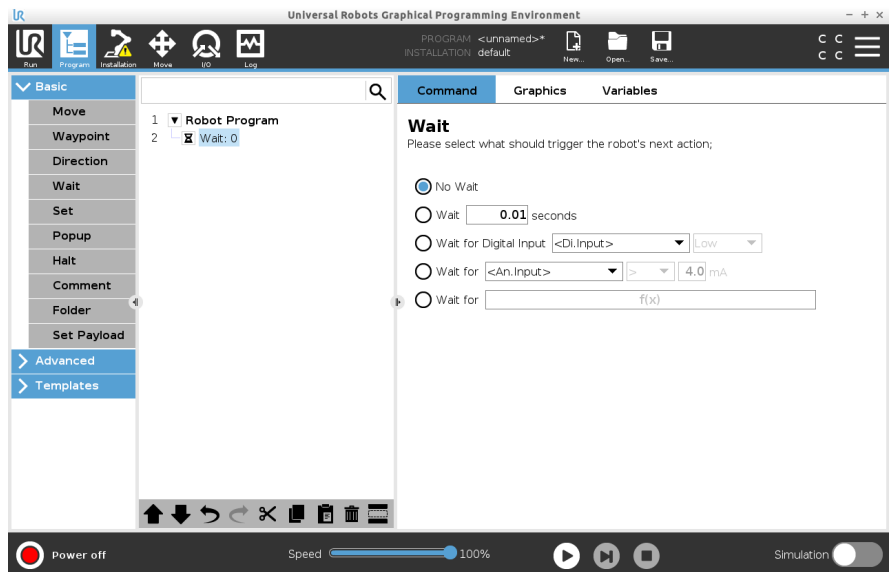 UR Universal Robots Graphical Programming Environment
UR
Run Program Installation Move I/O Log
PROGRAM <unnamed>*
INSTALLATION default
New... Open... Save...
C C
C C
Basic
Move
Waypoint
Direction
Wait
Set
Popup
Halt
Comment
Folder
Set Payload
Advanced
Templates
1 Robot Program
2 Wait: 0
Command Graphics Variables
Wait
Please select what should trigger the robot's next action;
No Wait
Wait 0.01 seconds
Wait for Digital Input <Di.Input> Low
Wait for <An.Input> > 4.0 mA
Wait for f(x)
Power off Speed 100% Simulation